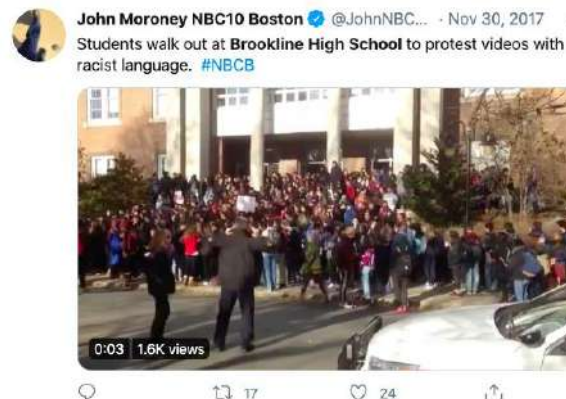 John Moroney NBC10 Boston @JohnNBC... · Nov 30, 2017
Students walk out at Brookline High School to protest videos with
racist language. #NBCB
0:03 1.6K views
17 24